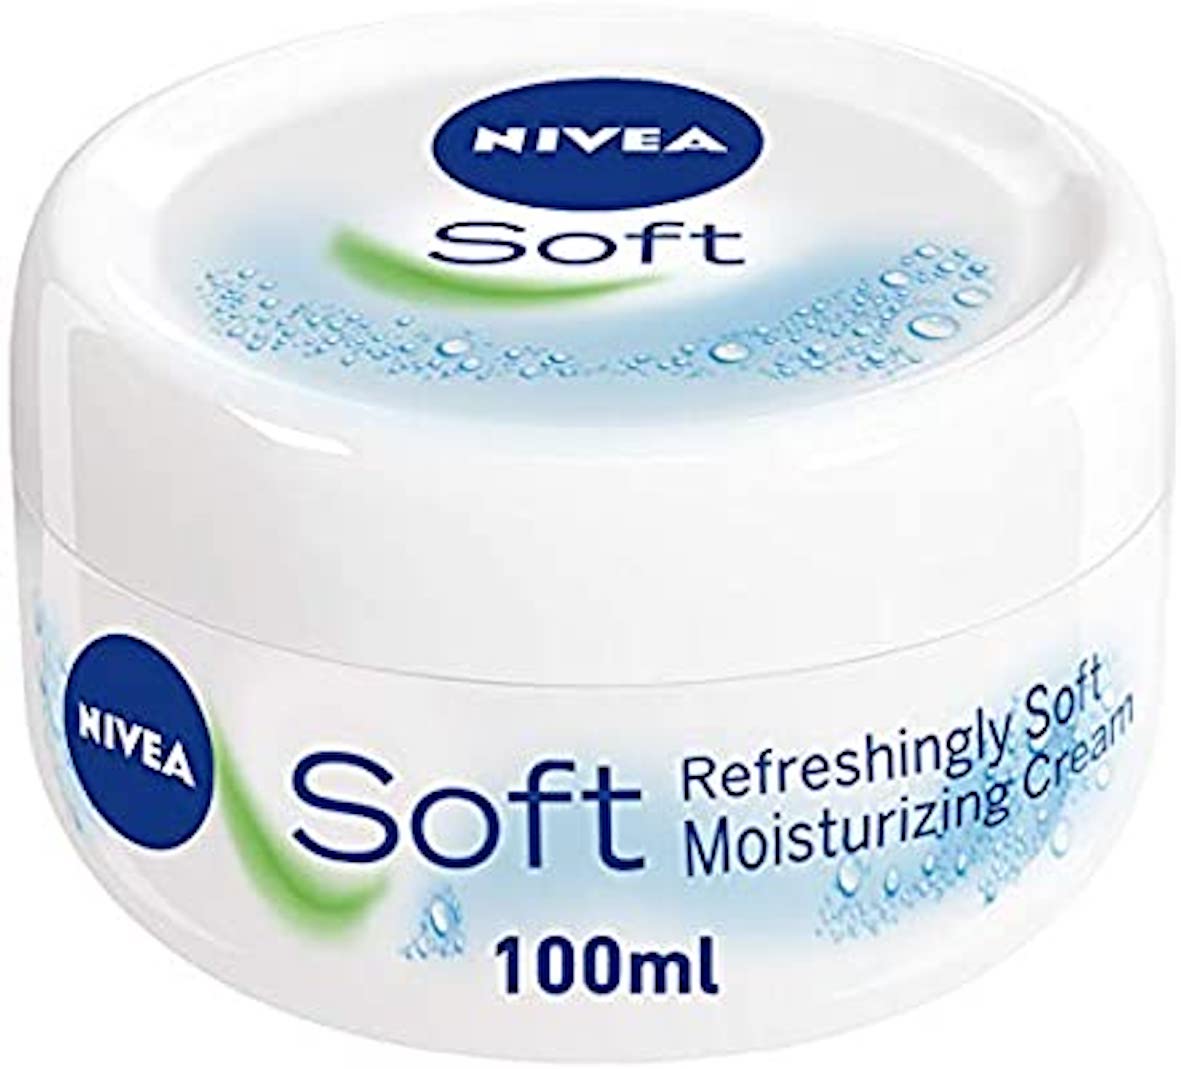 NIVEA
Soft
NIVEA
Soft
Refreshingly Soft
Moisturizing Cream
100ml